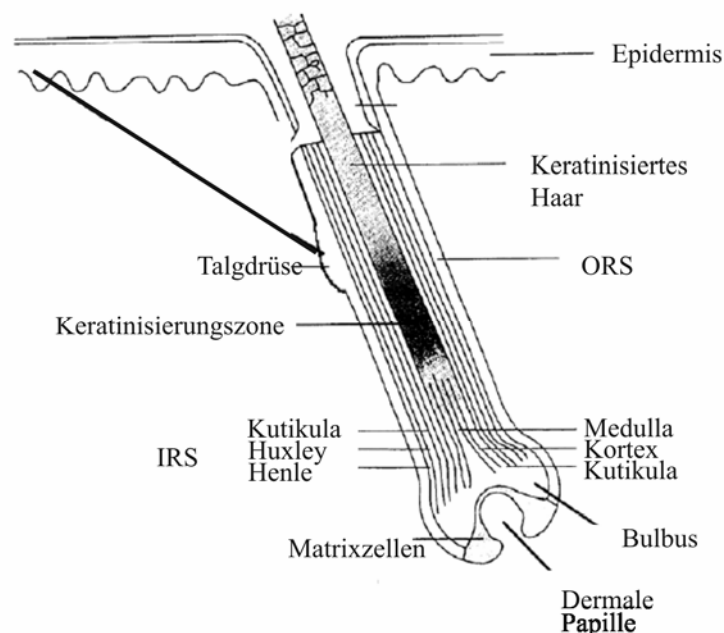 Epidermis
Keratinisiertes
Haar
Talgdrüse
ORS
Keratinisierungszone
Kutikula
Huxley
Henle
IRS
Medulla
Kortex
Kutikula
Matrixzellen
Bulbus
Dermale
Papille